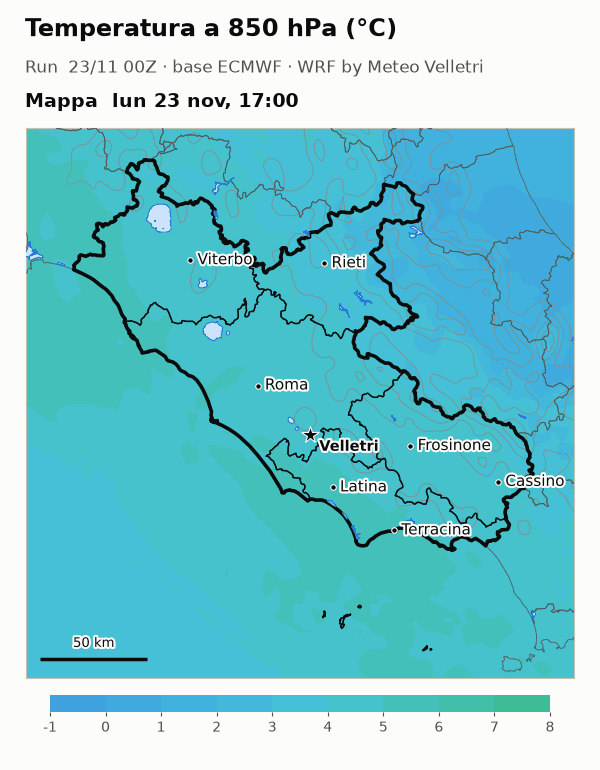 Temperatura a 850 hPa (°C)
Run  23/11 00Z · base ECMWF · WRF by Meteo Velletri
Mappa  lun 23 nov, 17:00
Viterbo
Rieti
Roma
Velletri
Frosinone
Latina
Cassino
Terracina
50 km
-1 0 1 2 3 4 5 6 7 8